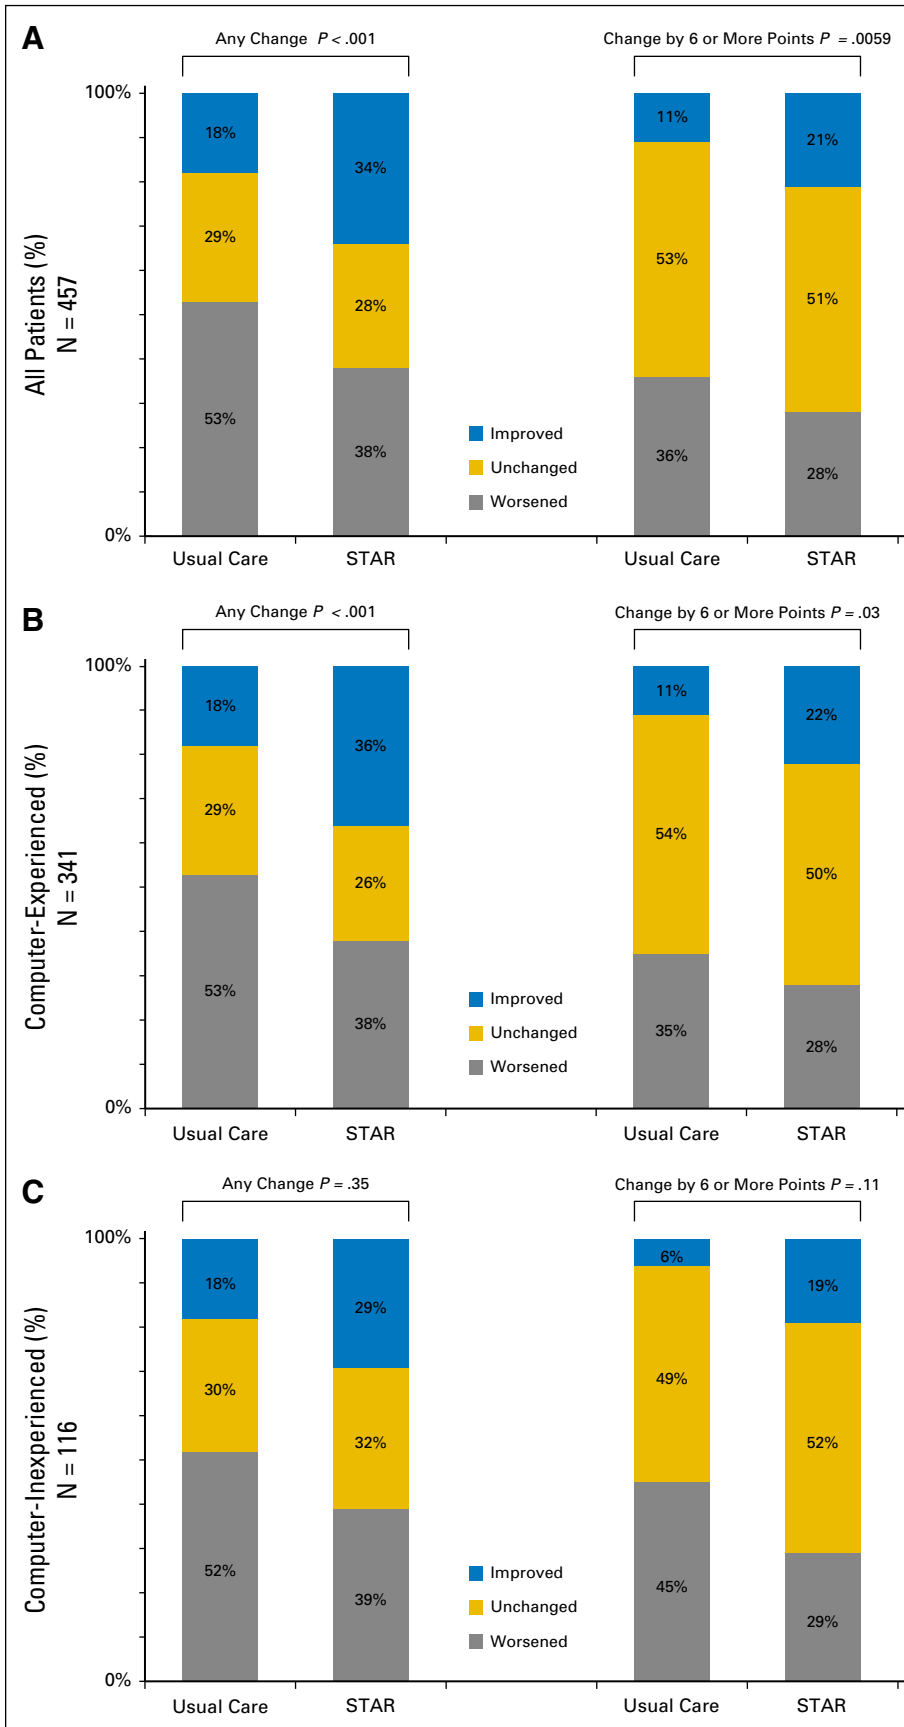 A
Any Change P < .001
Change by 6 or More Points P = .0059
All Patients (%)
N = 457
100%
0%
18%
29%
53%
34%
28%
38%
11%
53%
36%
21%
51%
28%
Improved
Unchanged
Worsened
Usual Care
STAR
Usual Care
STAR
B
Any Change P < .001
Change by 6 or More Points P = .03
Computer-Experienced (%)
N = 341
100%
0%
18%
29%
53%
36%
26%
38%
11%
54%
35%
22%
50%
28%
Improved
Unchanged
Worsened
Usual Care
STAR
Usual Care
STAR
C
Any Change P = .35
Change by 6 or More Points P = .11
Computer-Inexperienced (%)
N = 116
100%
0%
18%
30%
52%
29%
32%
39%
6%
49%
45%
19%
52%
29%
Improved
Unchanged
Worsened
Usual Care
STAR
Usual Care
STAR